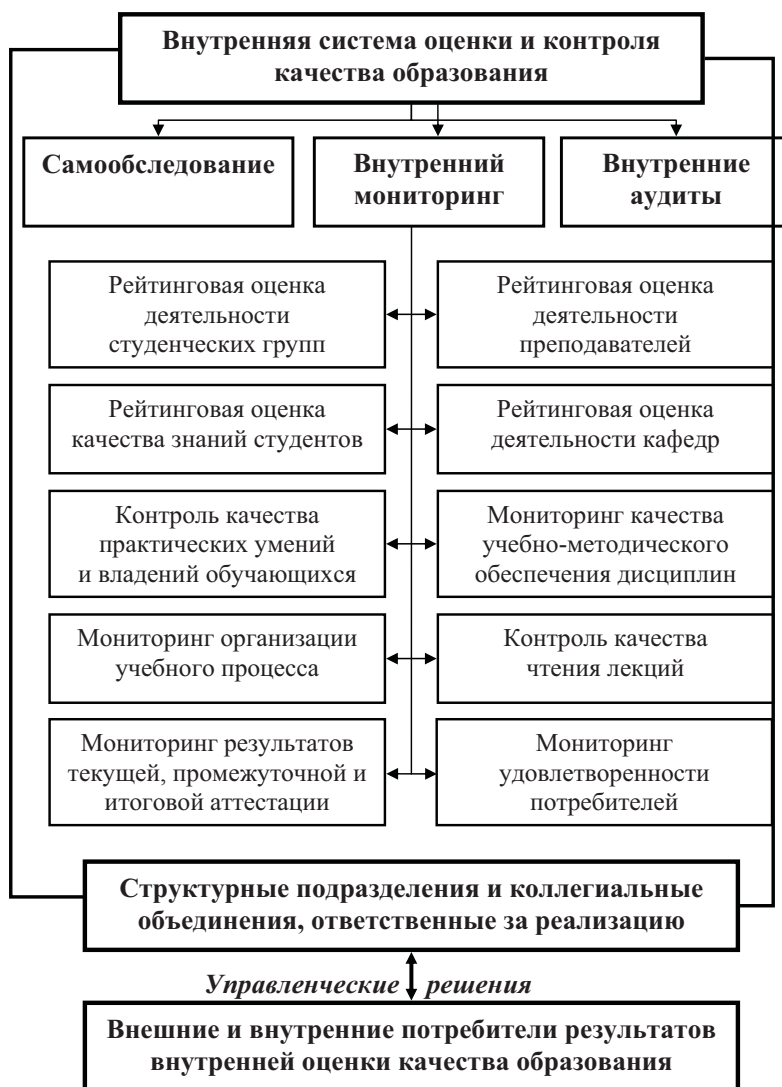 Внутренняя система оценки и контроля
качества образования
Самообследование
Внутренний
мониторинг
Внутренние
аудиты
Рейтинговая оценка
деятельности
студенческих групп
Рейтинговая оценка
деятельности
преподавателей
Рейтинговая оценка
качества знаний студентов
Рейтинговая оценка
деятельности кафедр
Контроль качества
практических умений
и владений обучающихся
Мониторинг качества
учебно-методического
обеспечения дисциплин
Мониторинг организации
учебного процесса
Контроль качества
чтения лекций
Мониторинг результатов
текущей, промежуточной и
итоговой аттестации
Мониторинг
удовлетворенности
потребителей
Структурные подразделения и коллегиальные
объединения, ответственные за реализацию
Управленческие решения
Внешние и внутренние потребители результатов
внутренней оценки качества образования